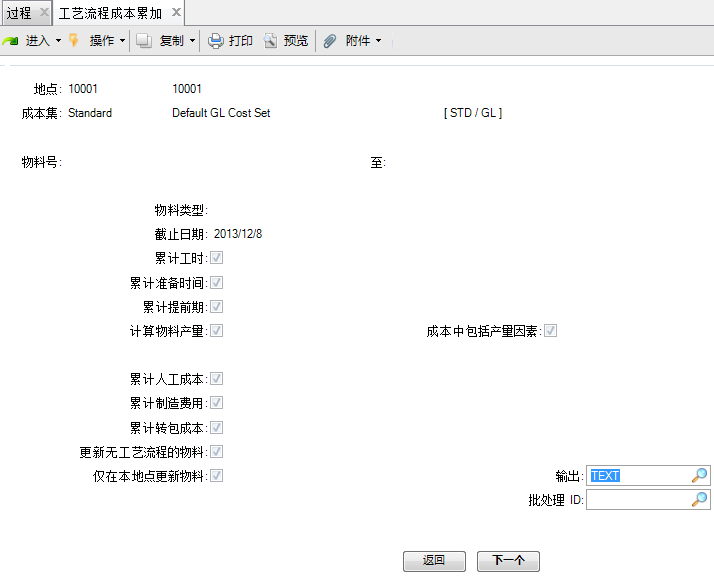 过程 工艺流程成本累加
进入 操作 复制 打印 预览 附件
地点: 10001 10001
成本集: Standard Default GL Cost Set [ STD / GL ]
物料号: 至:
物料类型:
截止日期: 2013/12/8
累计工时:
累计准备时间:
累计提前期:
计算物料产量: 成本中包括产量因素:
累计人工成本:
累计制造费用:
累计转包成本:
更新无工艺流程的物料:
仅在本地点更新物料: 输出: TEXT
批处理 ID:
返回 下一个